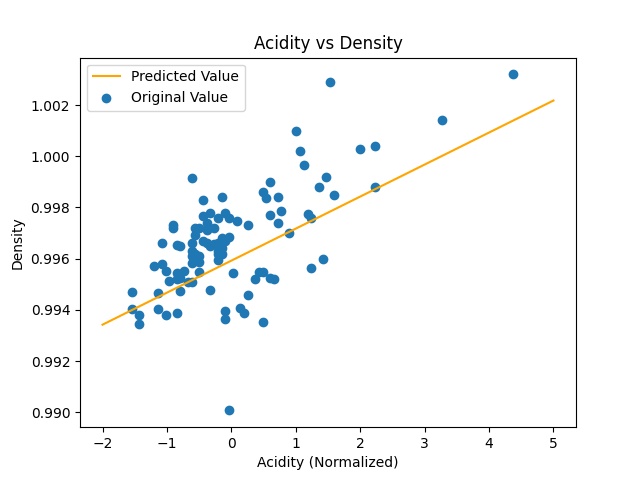 Acidity vs Density
Predicted Value
Original Value
Density
1.002
1.000
0.998
0.996
0.994
0.992
0.990
−2 −1 0 1 2 3 4 5
Acidity (Normalized)